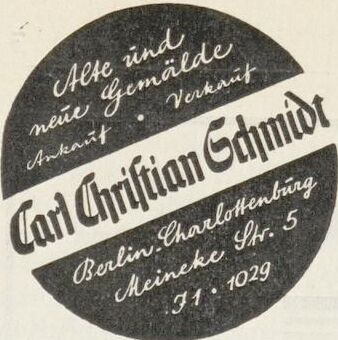 Alte und
neue Gemälde
Ankauf · Verkauf
Carl Christian Schmidt
Berlin-Charlottenburg
Meineke Str. 5
J1 · 1029